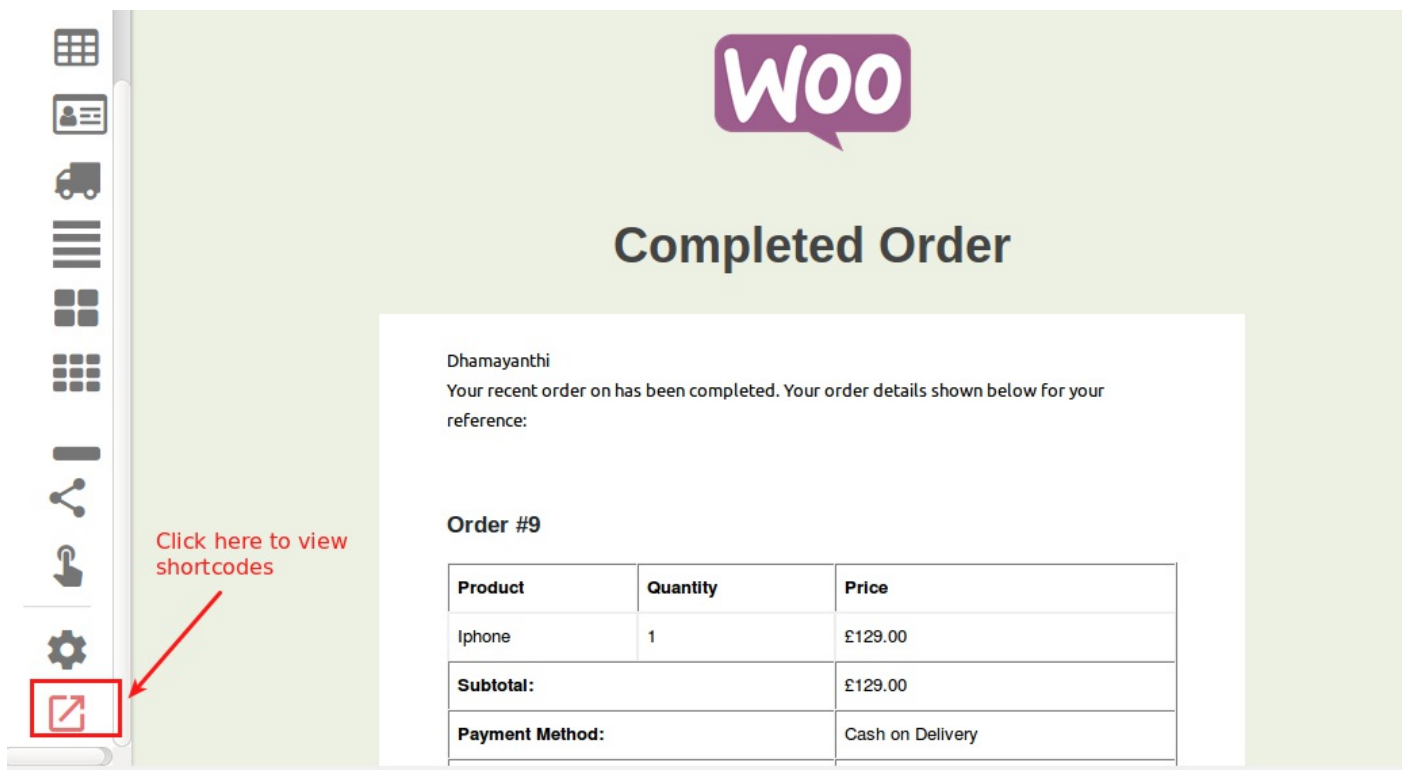 Woo
Completed Order
Dhamayanthi
Your recent order on has been completed. Your order details shown below for your
reference:
Click here to view
shortcodes
Order #9
Product Quantity Price
Iphone 1 £129.00
Subtotal: £129.00
Payment Method: Cash on Delivery